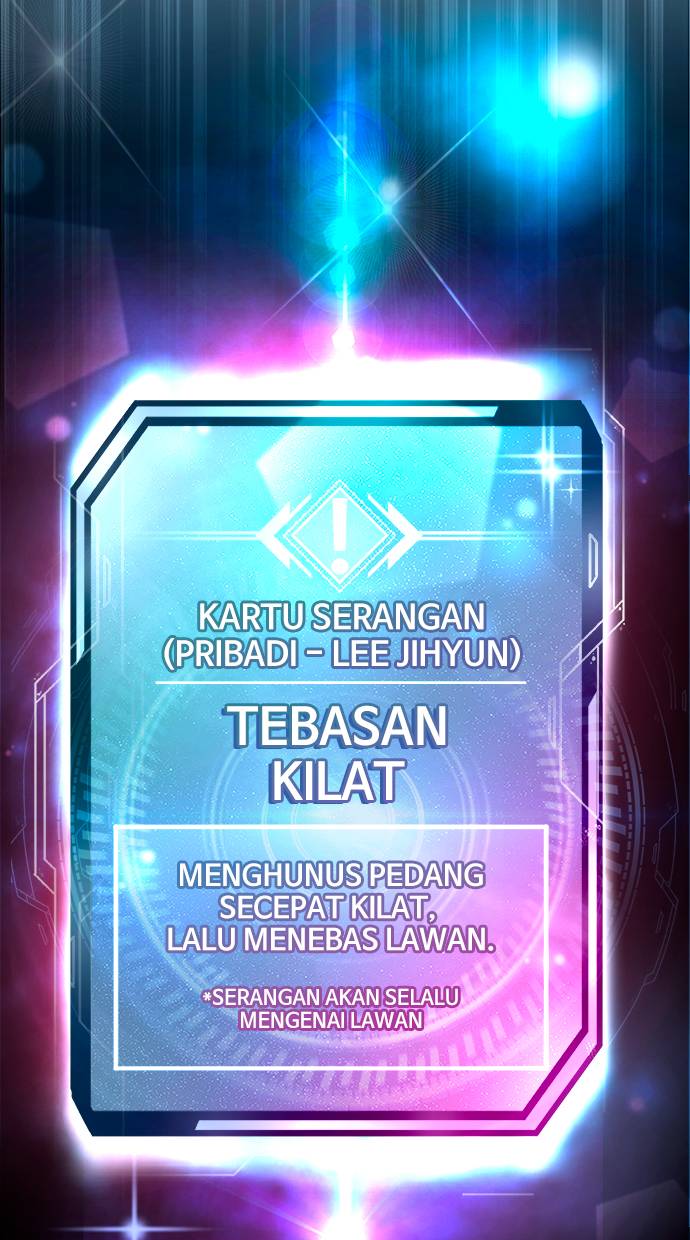 KARTU SERANGAN
(PRIBADI – LEE JIHYUN)
TEBASAN
KILAT
MENGHUNUS PEDANG
SECEPAT KILAT,
LALU MENEBAS LAWAN.
*SERANGAN AKAN SELALU
MENGENAI LAWAN